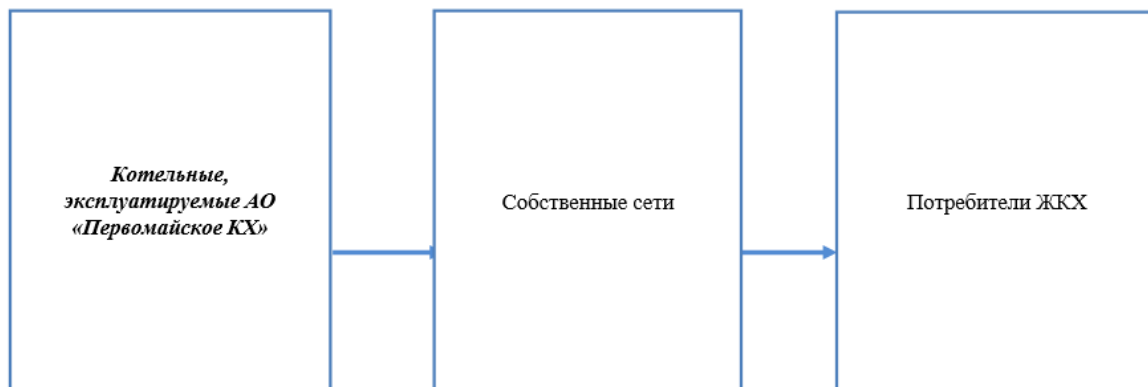 Котельные,
эксплуатируемые АО
«Первомайское КХ»
Собственные сети
Потребители ЖКХ